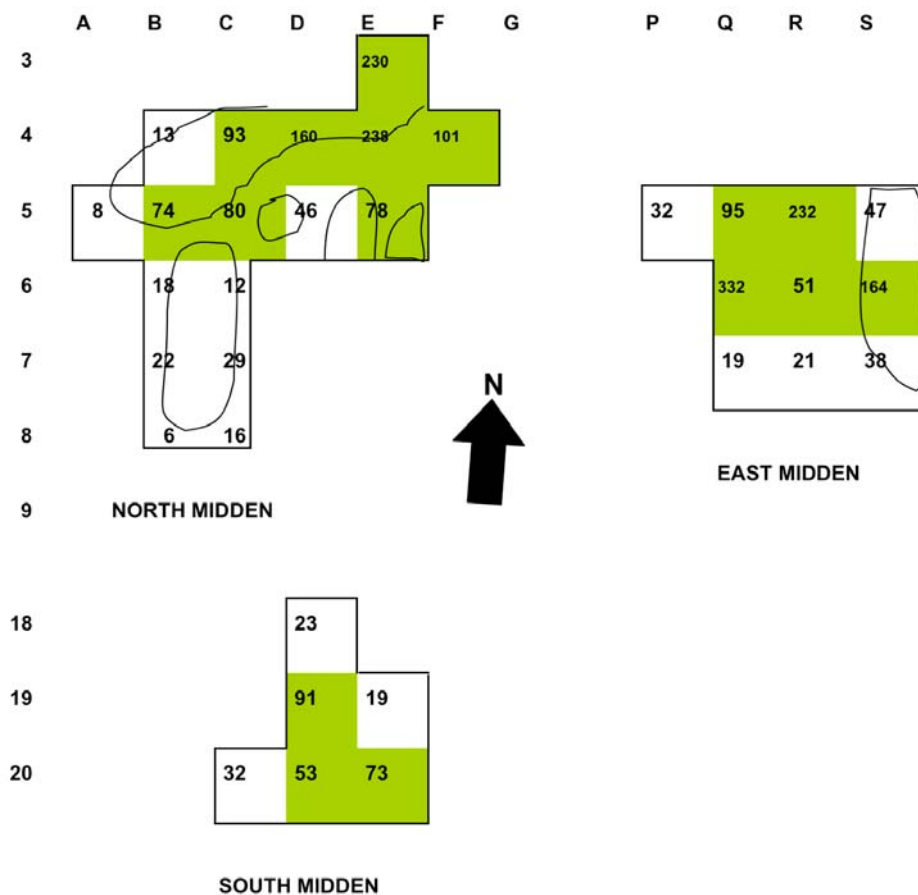 A B C D E F G P Q R S
3 230
4 13 93 160 238 101
5 8 74 80 46 78 32 95 232 47
6 18 12 332 51 164
7 22 29 19 21 38
N
8 6 16
EAST MIDDEN
9 NORTH MIDDEN
18 23
19 91 19
20 32 53 73
SOUTH MIDDEN